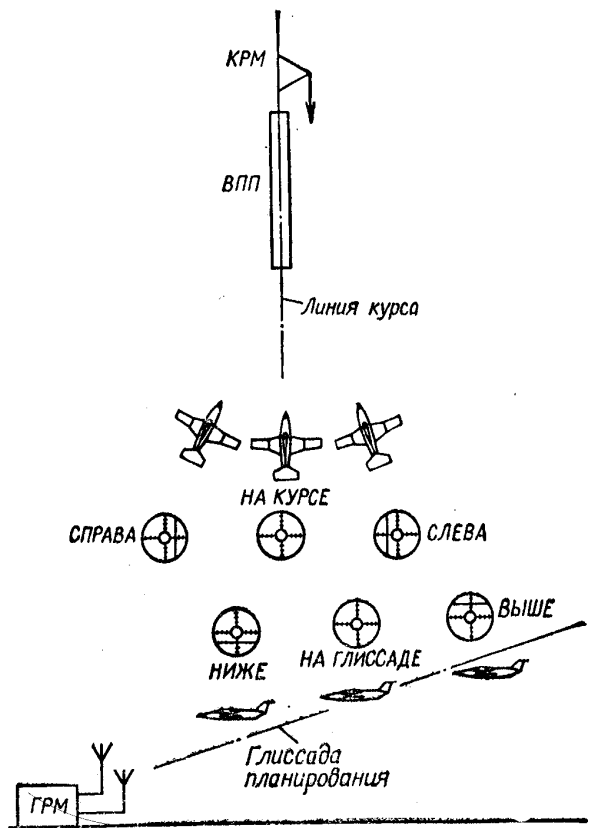 КРМ
ВПП
Линия курса
НА КУРСЕ
СПРАВА
СЛЕВА
ВЫШЕ
НИЖЕ
НА ГЛИССАДЕ
Глиссада
планирования
ГРМ